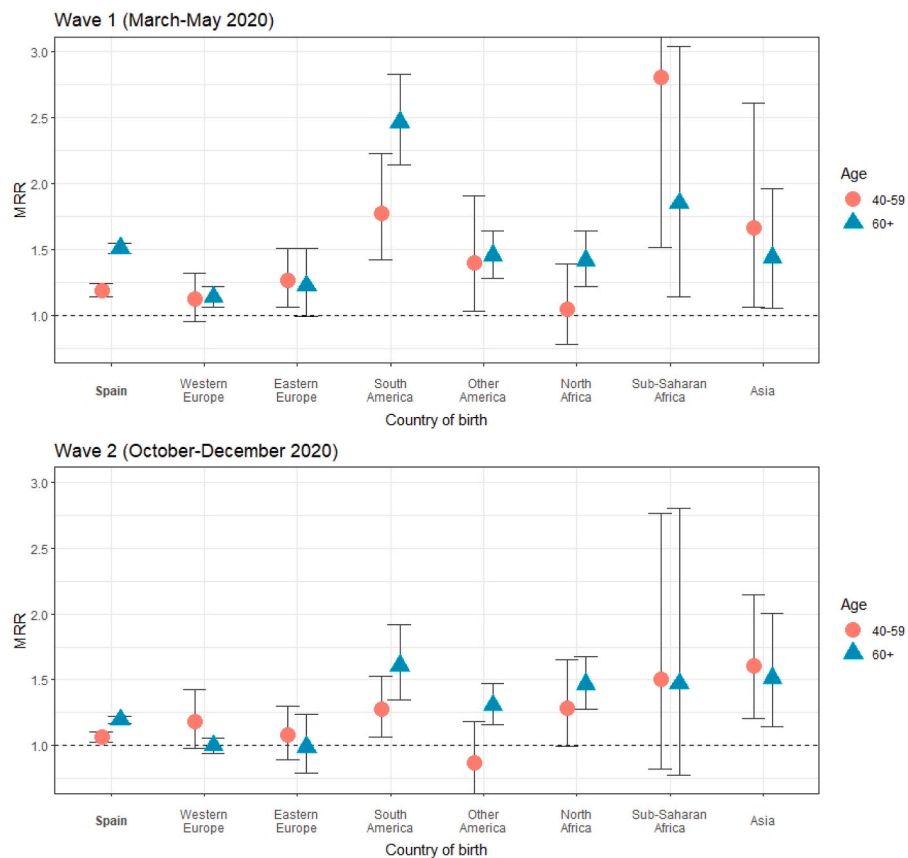 Wave 1 (March-May 2020)
MRR
3.0
2.5
2.0
1.5
1.0
Spain
Western
Europe
Eastern
Europe
South
America
Other
America
North
Africa
Sub-Saharan
Africa
Asia
Country of birth
Age
40-59
60+
Wave 2 (October-December 2020)
MRR
3.0
2.5
2.0
1.5
1.0
Spain
Western
Europe
Eastern
Europe
South
America
Other
America
North
Africa
Sub-Saharan
Africa
Asia
Country of birth
Age
40-59
60+